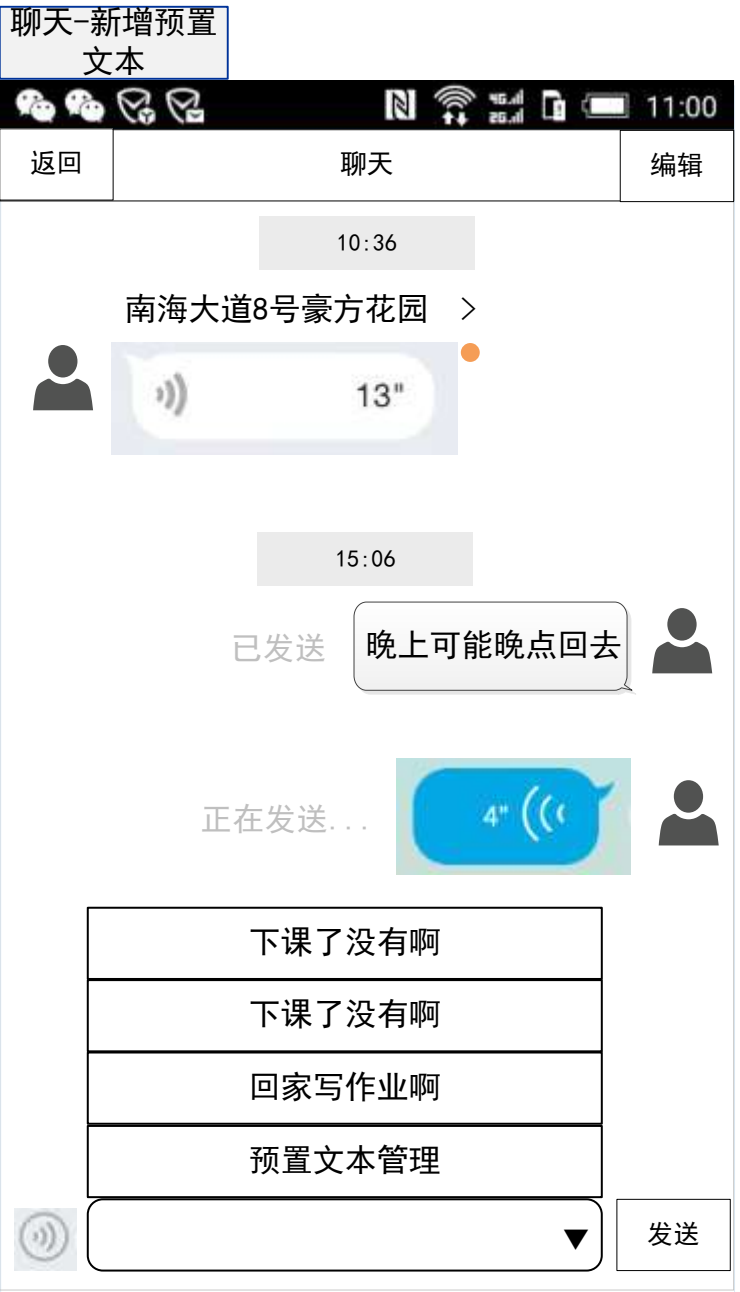 聊天-新增预置
文本
4G 2G 11:00
返回 聊天 编辑
10:36
南海大道8号豪方花园 >
13"
15:06
已发送 晚上可能晚点回去
正在发送... 4"
下课了没有啊
下课了没有啊
回家写作业啊
预置文本管理
▼ 发送